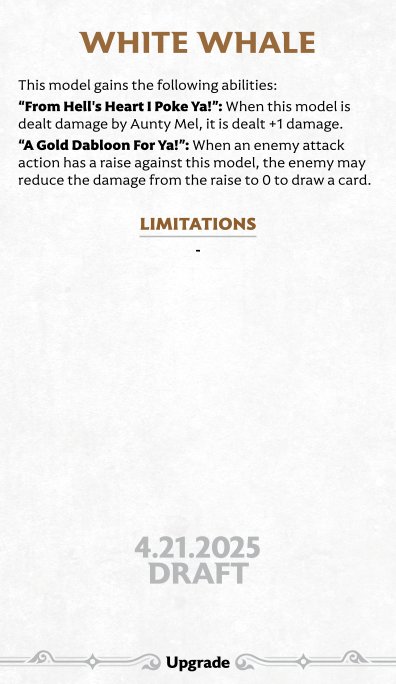 WHITE WHALE
This model gains the following abilities:
“From Hell's Heart I Poke Ya!”: When this model is
dealt damage by Aunty Mel, it is dealt +1 damage.
“A Gold Dabloon For Ya!”: When an enemy attack
action has a raise against this model, the enemy may
reduce the damage from the raise to 0 to draw a card.
LIMITATIONS
-
4.21.2025
DRAFT
Upgrade